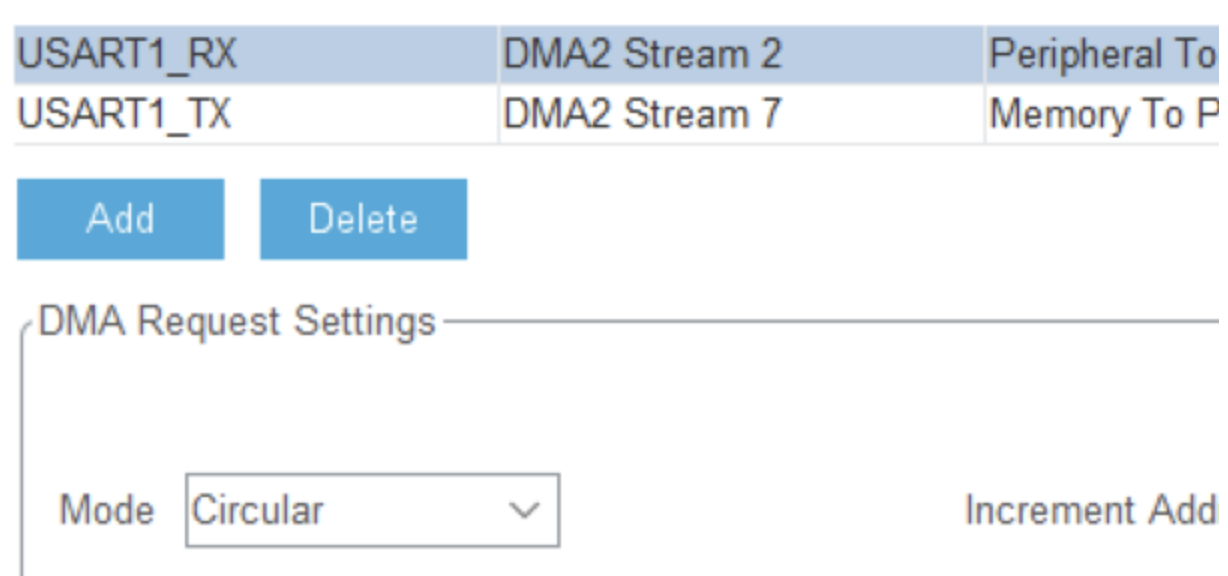 USART1_RX DMA2 Stream 2 Peripheral To
USART1_TX DMA2 Stream 7 Memory To P
Add Delete
DMA Request Settings
Mode Circular Increment Add